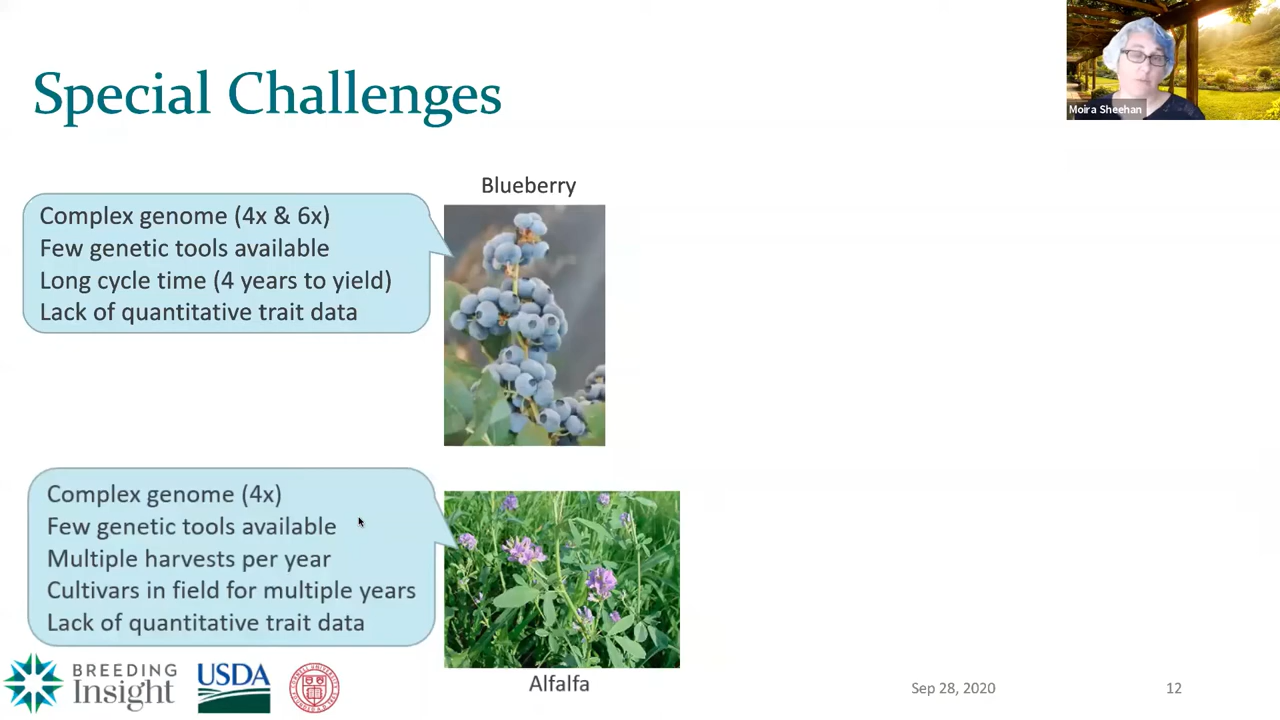 Special Challenges
Moira Sheehan
Blueberry
Complex genome (4x & 6x)
Few genetic tools available
Long cycle time (4 years to yield)
Lack of quantitative trait data
Complex genome (4x)
Few genetic tools available
Multiple harvests per year
Cultivars in field for multiple years
Lack of quantitative trait data
Alfalfa
BREEDING
Insight
USDA
Sep 28, 2020
12